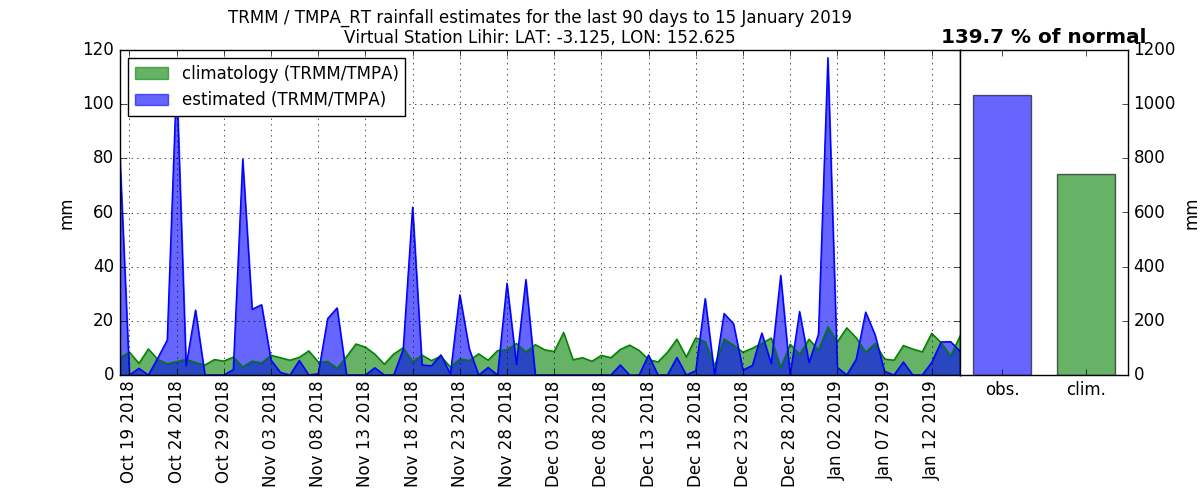 TRMM / TMPA_RT rainfall estimates for the last 90 days to 15 January 2019
Virtual Station Lihir: LAT: -3.125, LON: 152.625
139.7 % of normal
climatology (TRMM/TMPA)
estimated (TRMM/TMPA)
120
100
80
60
40
20
0
mm
Oct 19 2018
Oct 24 2018
Oct 29 2018
Nov 03 2018
Nov 08 2018
Nov 13 2018
Nov 18 2018
Nov 23 2018
Nov 28 2018
Dec 03 2018
Dec 08 2018
Dec 13 2018
Dec 18 2018
Dec 23 2018
Dec 28 2018
Jan 02 2019
Jan 07 2019
Jan 12 2019
obs.
clim.
1200
1000
800
600
400
200
0
mm